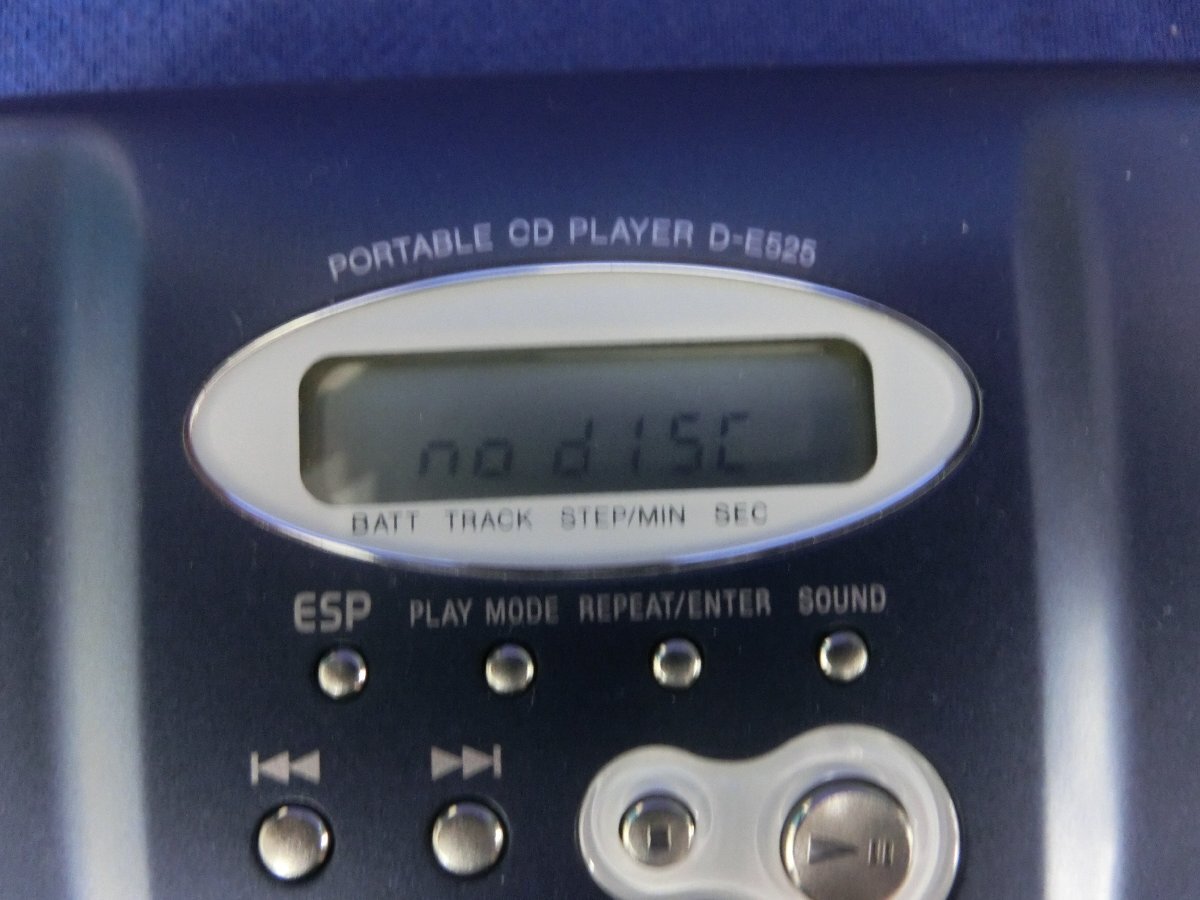 PORTABLE CD PLAYER D-E525
no dISC
BATT TRACK STEP/MIN SEC
ESP PLAY MODE REPEAT/ENTER SOUND